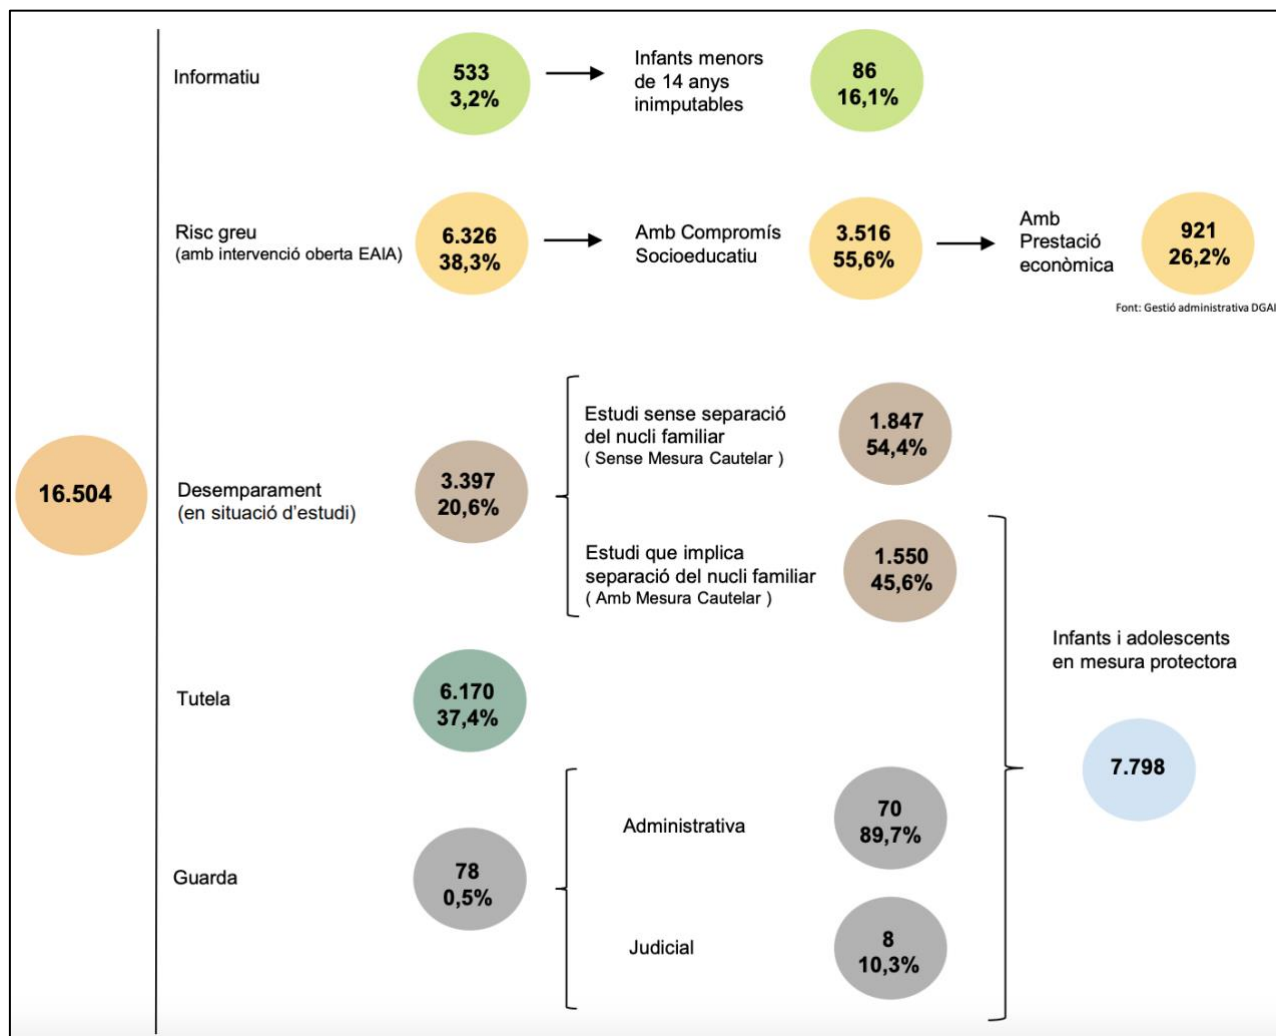 Informatiu
533
3,2%
Infants menors
de 14 anys
inimputables
86
16,1%
Risc greu
(amb intervenció oberta EAIA)
6.326
38,3%
Amb Compromís
Socioeducatiu
3.516
55,6%
Amb
Prestació
econòmica
921
26,2%
Font: Gestió administrativa DGAI
16.504
Desemparament
(en situació d'estudi)
3.397
20,6%
Estudi sense separació
del nucli familiar
( Sense Mesura Cautelar )
1.847
54,4%
Estudi que implica
separació del nucli familiar
( Amb Mesura Cautelar )
1.550
45,6%
Tutela
6.170
37,4%
Infants i adolescents
en mesura protectora
7.798
Guarda
78
0,5%
Administrativa
70
89,7%
Judicial
8
10,3%